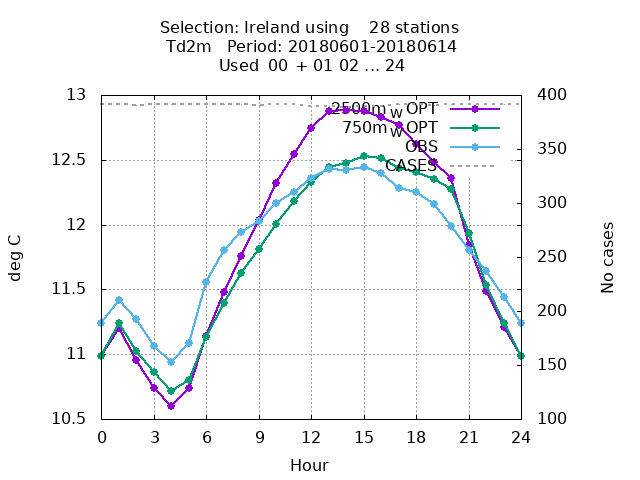 Selection: Ireland using    28 stations
Td2m   Period: 20180601-20180614
Used  00 + 01 02 ... 24
13
12.5
12
11.5
11
10.5
400
350
300
250
200
150
100
2500m W OPT
750m W OPT
OBS
CASES
deg C
No cases
0 3 6 9 12 15 18 21 24
Hour